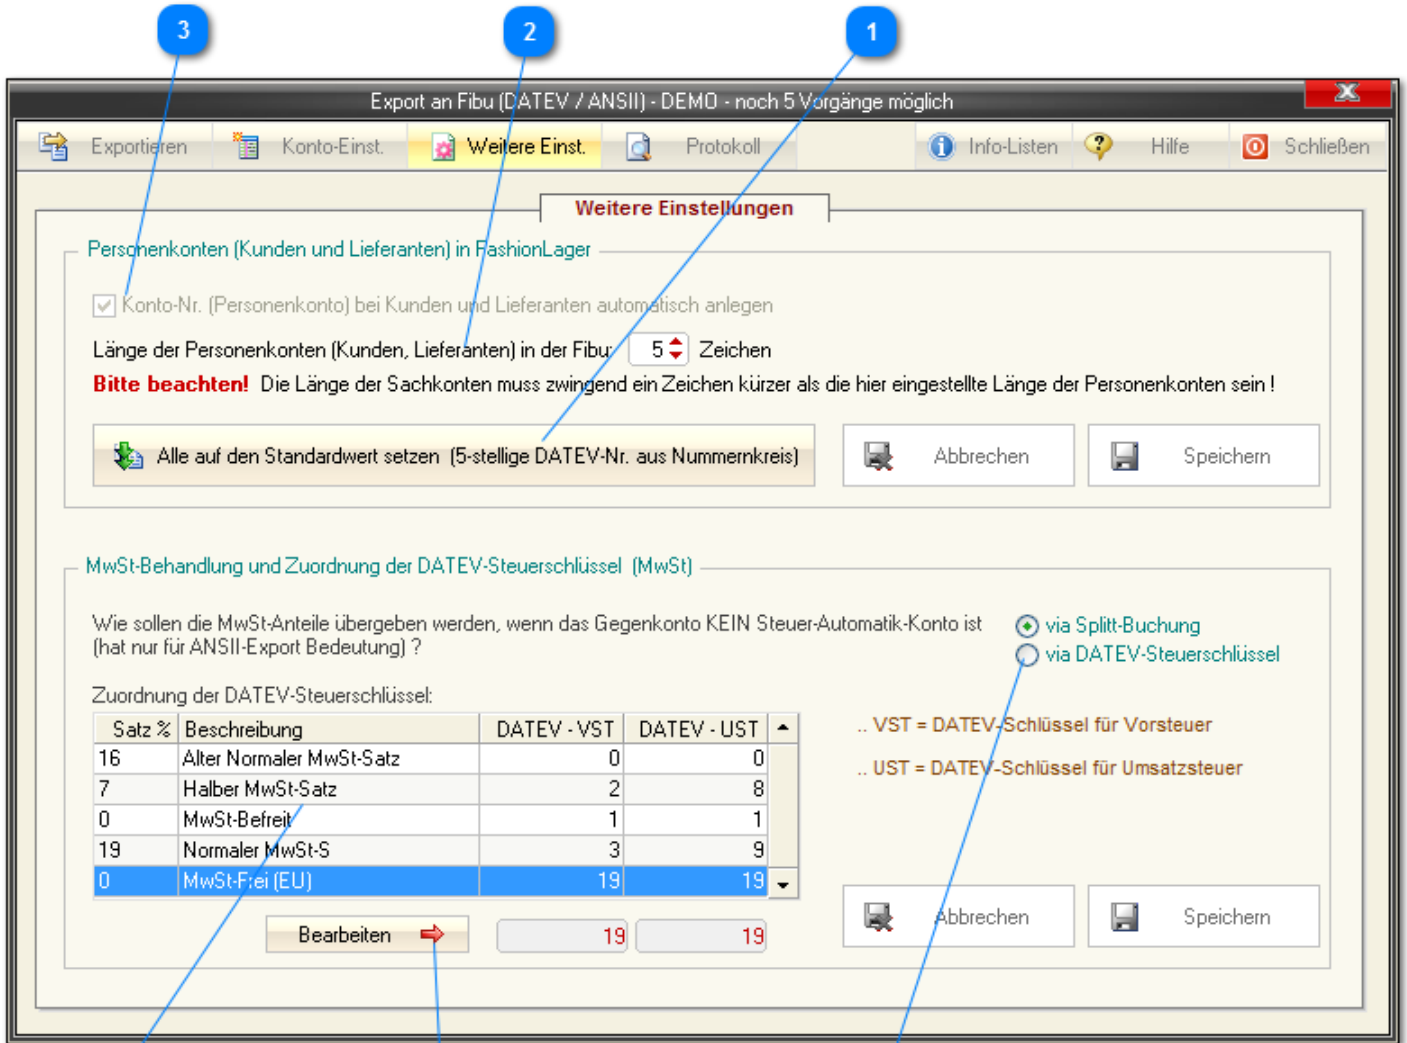 3
2
1
Export an Fibu (DATEV / ANSII) - DEMO - noch 5 Vorgänge möglich
Exportieren Konto-Einst. Weitere Einst. Protokoll Info-Listen Hilfe Schließen
Weitere Einstellungen
Personenkonten (Kunden und Lieferanten) in FashionLager
Konto-Nr. (Personenkonto) bei Kunden und Lieferanten automatisch anlegen
Länge der Personenkonten (Kunden, Lieferanten) in der Fibu: 5 Zeichen
Bitte beachten! Die Länge der Sachkonten muss zwingend ein Zeichen kürzer als die hier eingestellte Länge der Personenkonten sein !
Alle auf den Standardwert setzen (5-stellige DATEV-Nr. aus Nummernkreis) Abbrechen Speichern
MwSt-Behandlung und Zuordnung der DATEV-Steuerschlüssel (MwSt)
Wie sollen die MwSt-Anteile übergeben werden, wenn das Gegenkonto KEIN Steuer-Automatik-Konto ist
(hat nur für ANSII-Export Bedeutung) ?
via Splitt-Buchung
via DATEV-Steuerschlüssel
Zuordnung der DATEV-Steuerschlüssel:
Satz % Beschreibung DATEV - VST DATEV - UST
16 Alter Normaler MwSt-Satz 0 0
7 Halber MwSt-Satz 2 8
0 MwSt-Befreit 1 1
19 Normaler MwSt-S 3 9
0 MwSt-Frei (EU) 19 19
.. VST = DATEV-Schlüssel für Vorsteuer
.. UST = DATEV-Schlüssel für Umsatzsteuer
Bearbeiten 19 19 Abbrechen Speichern